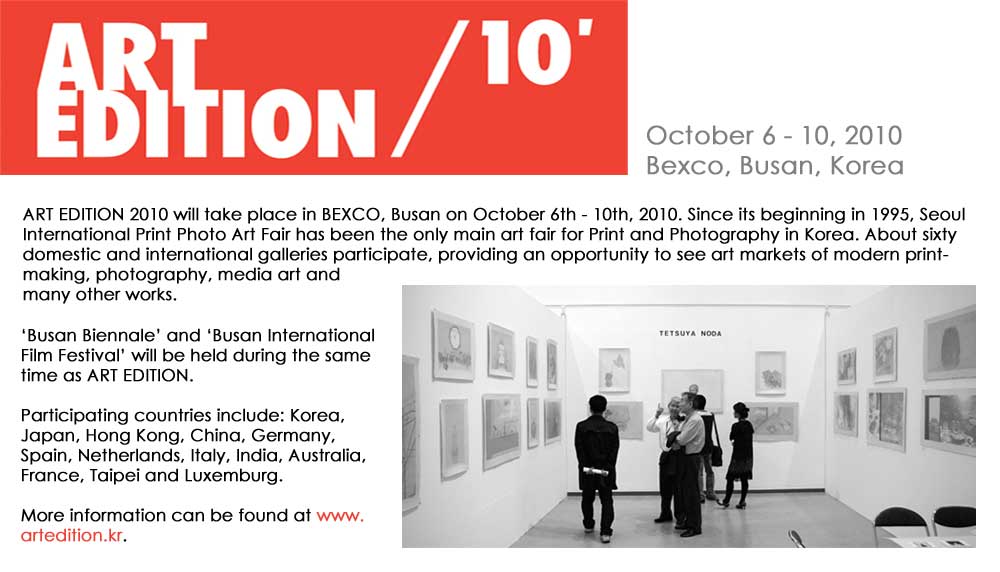 ART
EDITION / 10'
October 6 - 10, 2010
Bexco, Busan, Korea
ART EDITION 2010 will take place in BEXCO, Busan on October 6th - 10th, 2010. Since its beginning in 1995, Seoul
International Print Photo Art Fair has been the only main art fair for Print and Photography in Korea. About sixty
domestic and international galleries participate, providing an opportunity to see art markets of modern print-
making, photography, media art and
many other works.
‘Busan Biennale’ and ‘Busan International
Film Festival’ will be held during the same
time as ART EDITION.
Participating countries include: Korea,
Japan, Hong Kong, China, Germany,
Spain, Netherlands, Italy, India, Australia,
France, Taipei and Luxemburg.
More information can be found at www.
artedition.kr.
TETSUYA NODA